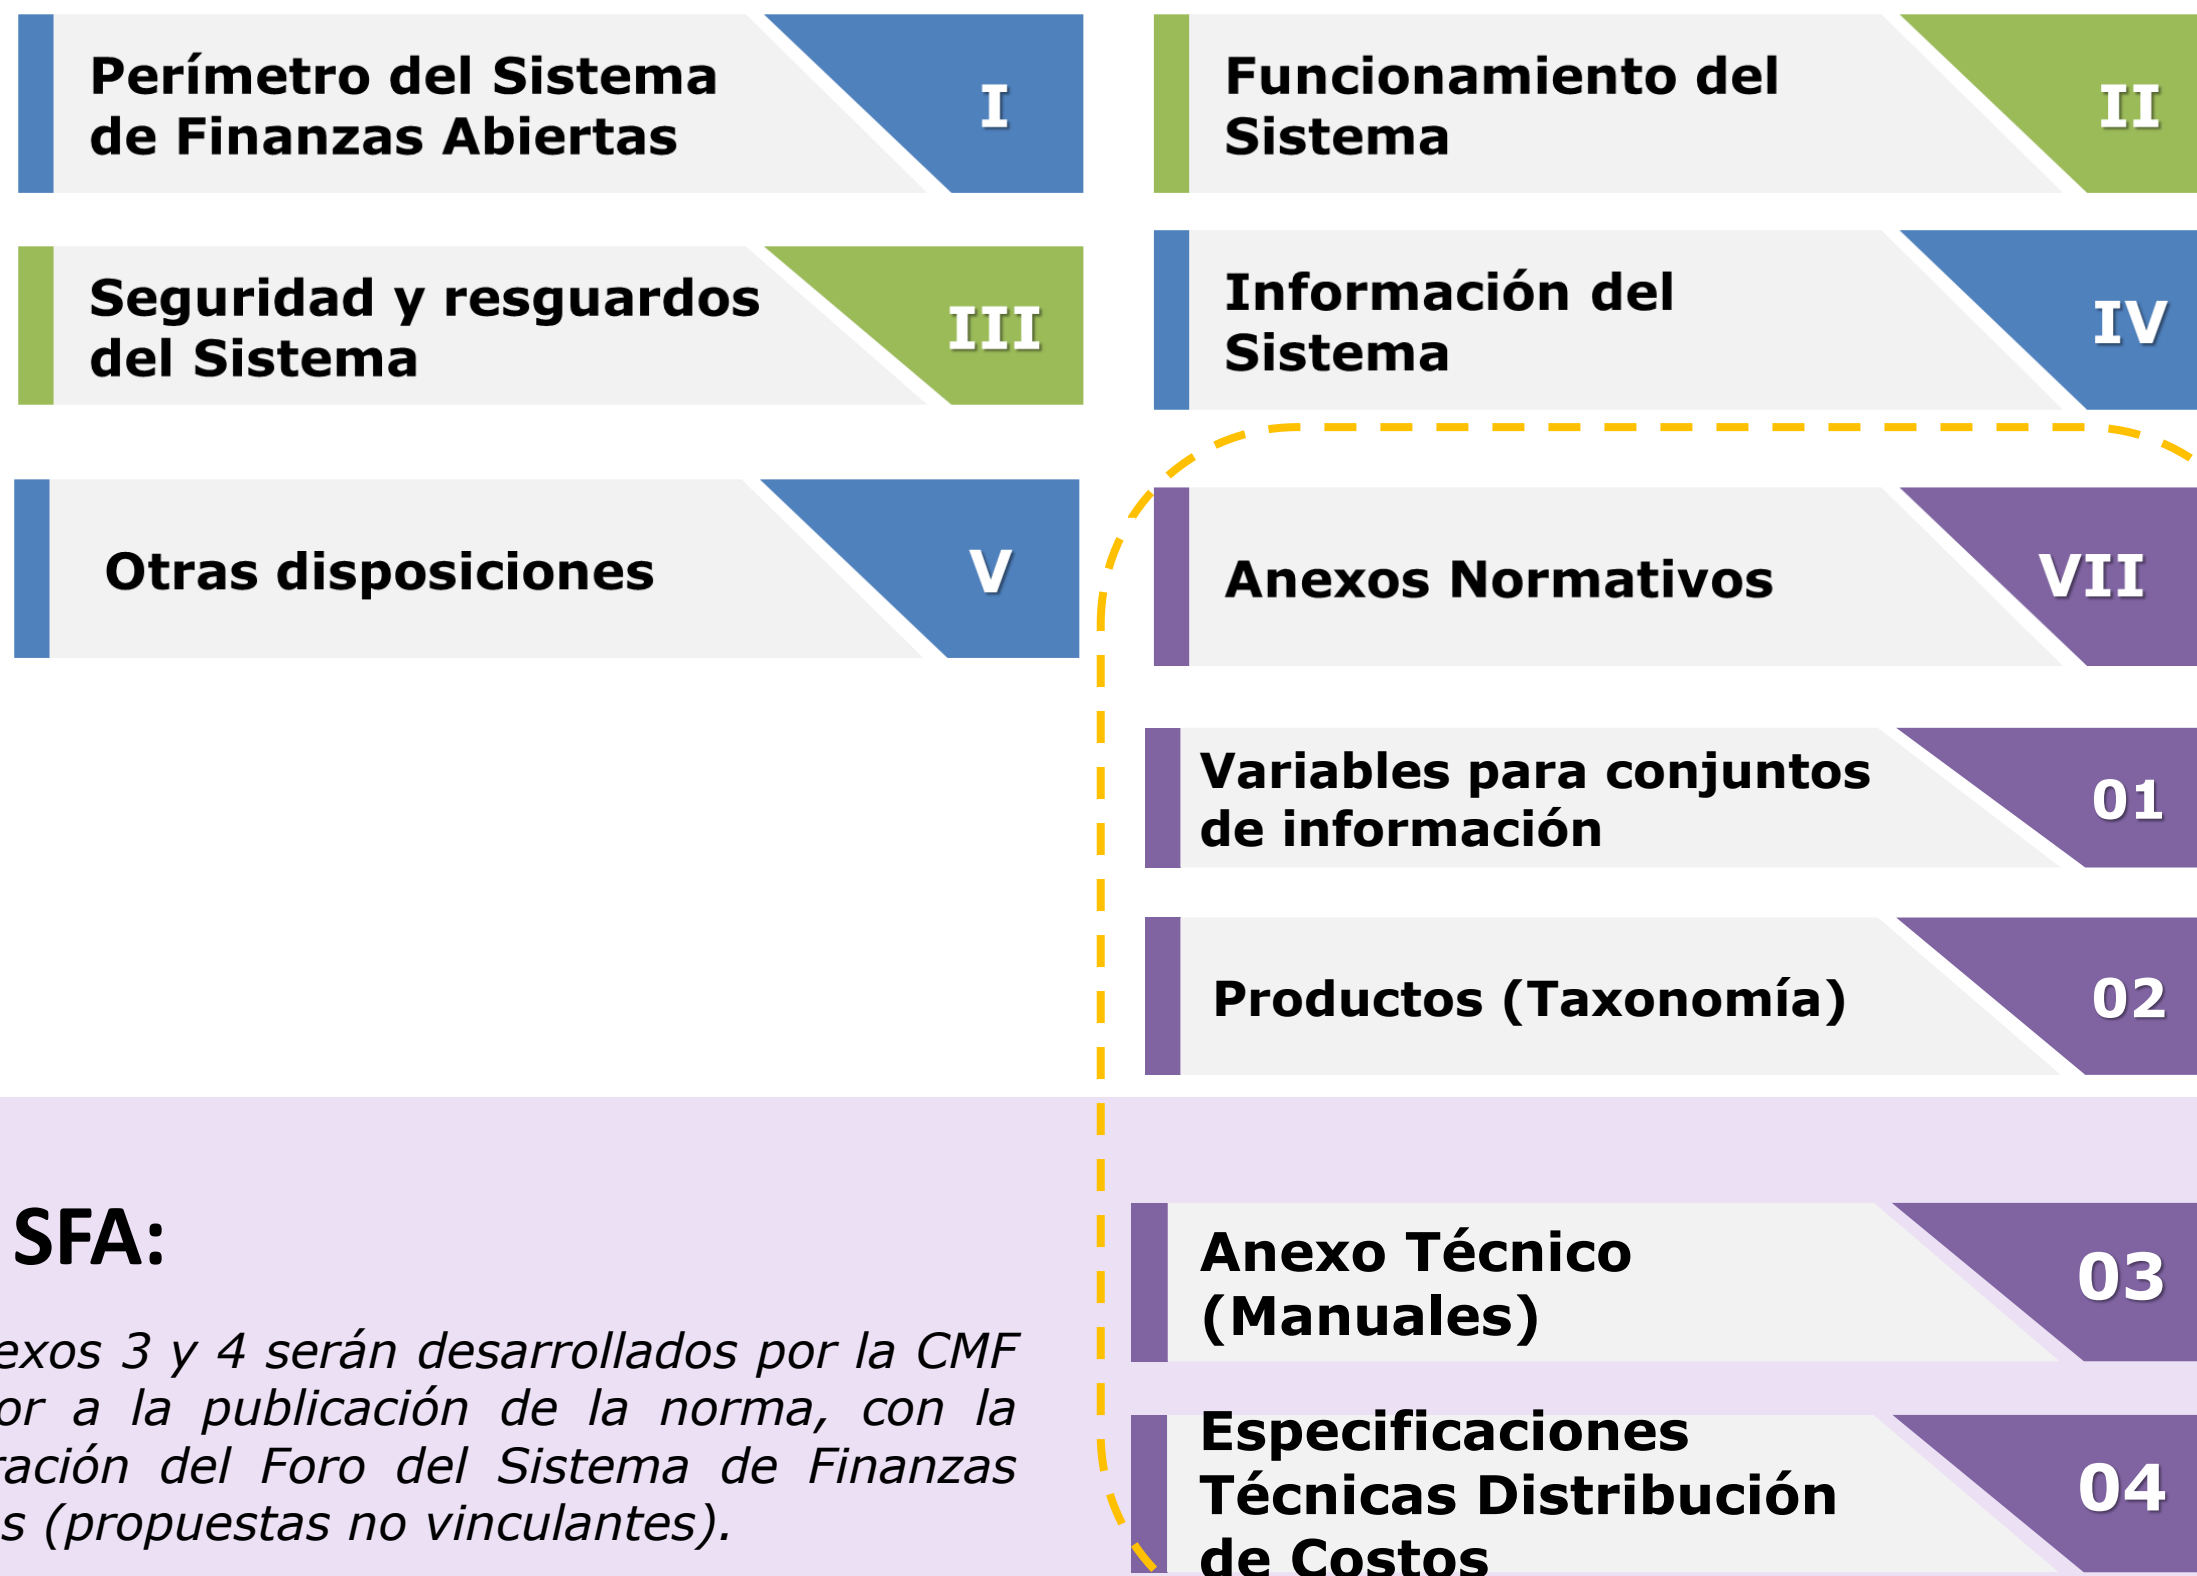 Perímetro del Sistema
de Finanzas Abiertas
I
Funcionamiento del
Sistema
II
Seguridad y resguardos
del Sistema
III
Información del
Sistema
IV
Otras disposiciones
V
Anexos Normativos
VII
Variables para conjuntos
de información
01
Productos (Taxonomía)
02
SFA:
3 y 4 serán desarrollados por la CMF
a la publicación de la norma, con la
del Foro del Sistema de Finanzas
(propuestas no vinculantes).
Anexo Técnico
(Manuales)
03
Especificaciones
Técnicas Distribución
de Costos
04